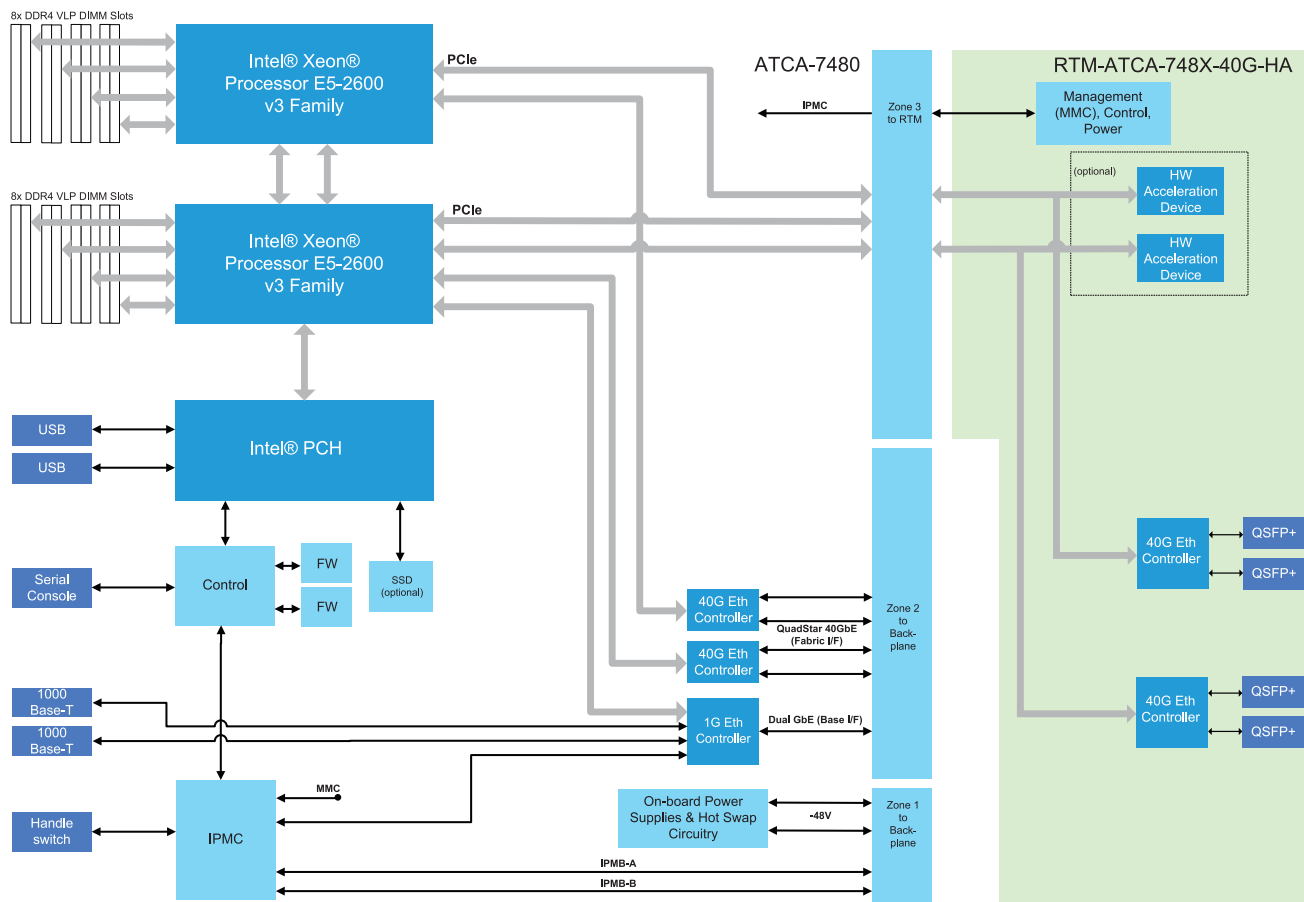 8x DDR4 VLP DIMM Slots
Intel® Xeon®
Processor E5-2600
v3 Family
PCIe
ATCA-7480
RTM-ATCA-748X-40G-HA
IPMC
Zone 3
to RTM
Management
(MMC), Control,
Power
(optional)
HW
Acceleration
Device
HW
Acceleration
Device
8x DDR4 VLP DIMM Slots
Intel® Xeon®
Processor E5-2600
v3 Family
PCIe
USB
USB
Intel® PCH
Serial
Console
Control
FW
FW
SSD
(optional)
40G Eth
Controller
QuadStar 40GbE
(Fabric I/F)
40G Eth
Controller
Zone 2
to
Back-
plane
40G Eth
Controller
QSFP+
QSFP+
1000
Base-T
1000
Base-T
1G Eth
Controller
Dual GbE (Base I/F)
40G Eth
Controller
QSFP+
QSFP+
Handle
switch
IPMC
MMC
On-board Power
Supplies & Hot Swap
Circuitry
-48V
Zone 1
to
Back-
plane
IPMB-A
IPMB-B